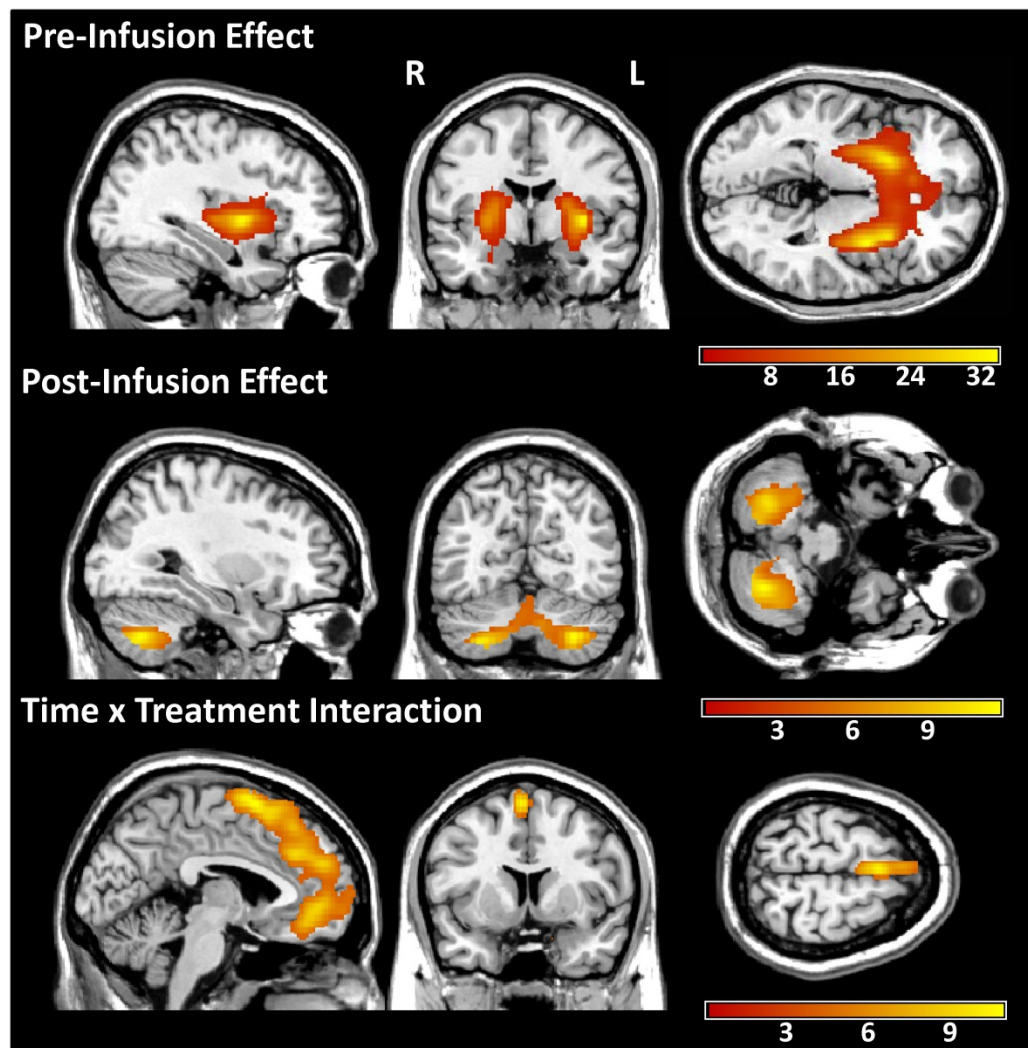 Pre-Infusion Effect
R L
8 16 24 32
Post-Infusion Effect
3 6 9
Time x Treatment Interaction
3 6 9